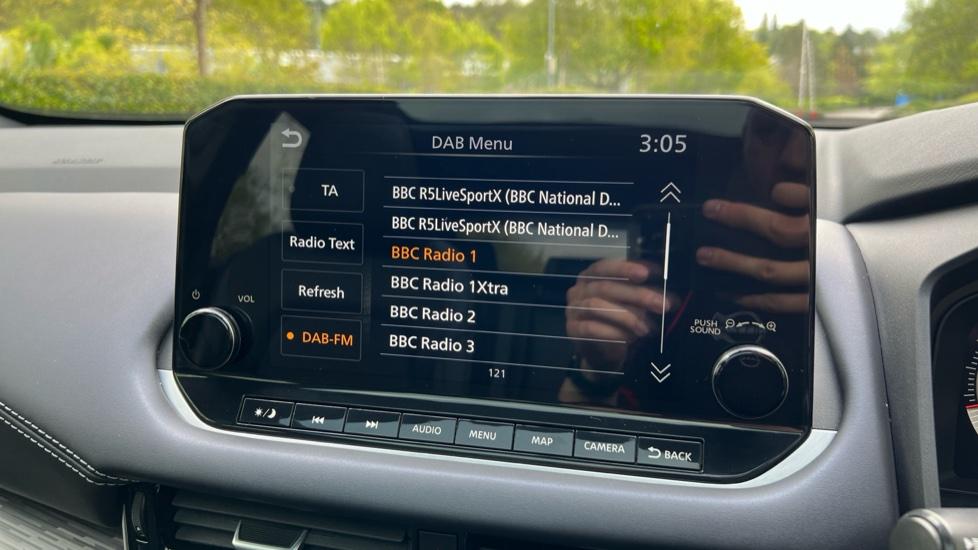 DAB Menu
3:05
TA
Radio Text
Refresh
DAB-FM
BBC R5LiveSportX (BBC National D...
BBC R5LiveSportX (BBC National D...
BBC Radio 1
BBC Radio 1Xtra
BBC Radio 2
BBC Radio 3
121
VOL
PUSH
SOUND
AUDIO
MENU
MAP
CAMERA
BACK